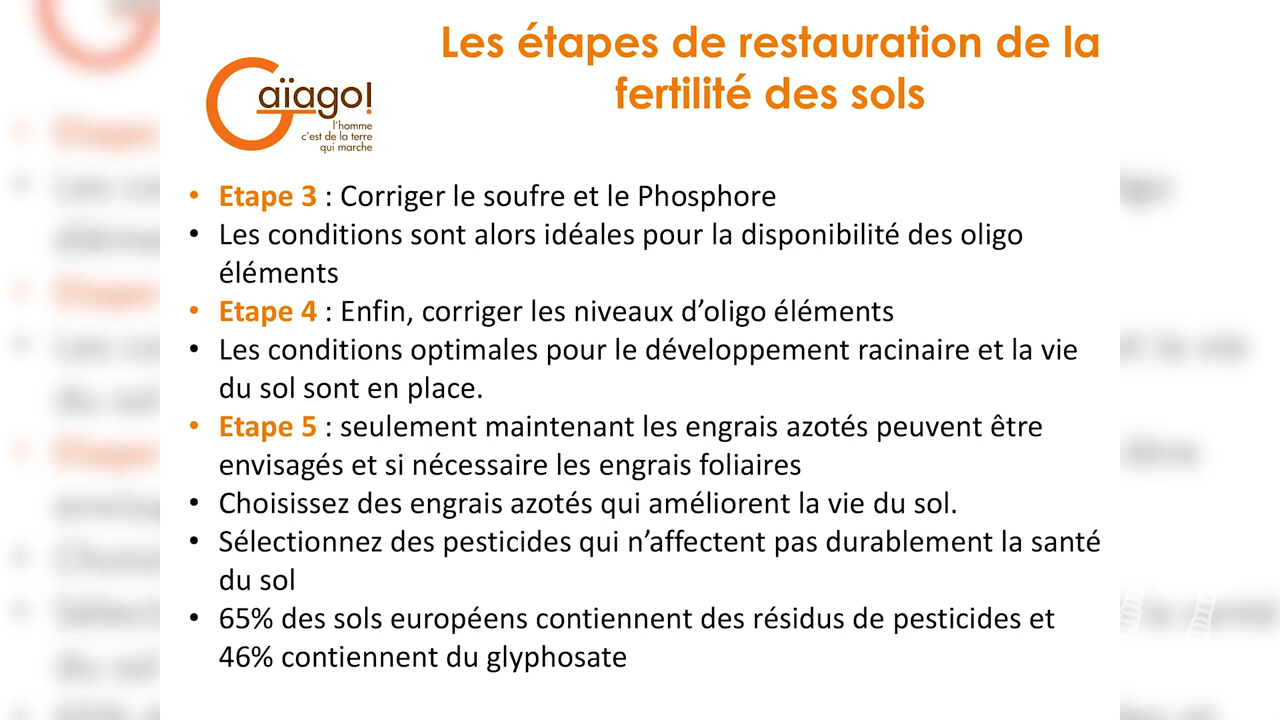 Les étapes de restauration de la
fertilité des sols
Gaïago!
l'homme
c'est de la terre
qui marche
• Etape 3 : Corriger le soufre et le Phosphore
• Les conditions sont alors idéales pour la disponibilité des oligo
éléments
• Etape 4 : Enfin, corriger les niveaux d'oligo éléments
• Les conditions optimales pour le développement racinaire et la vie
du sol sont en place.
• Etape 5 : seulement maintenant les engrais azotés peuvent être
envisagés et si nécessaire les engrais foliaires
• Choisissez des engrais azotés qui améliorent la vie du sol.
• Sélectionnez des pesticides qui n'affectent pas durablement la santé
du sol
• 65% des sols européens contiennent des résidus de pesticides et
46% contiennent du glyphosate